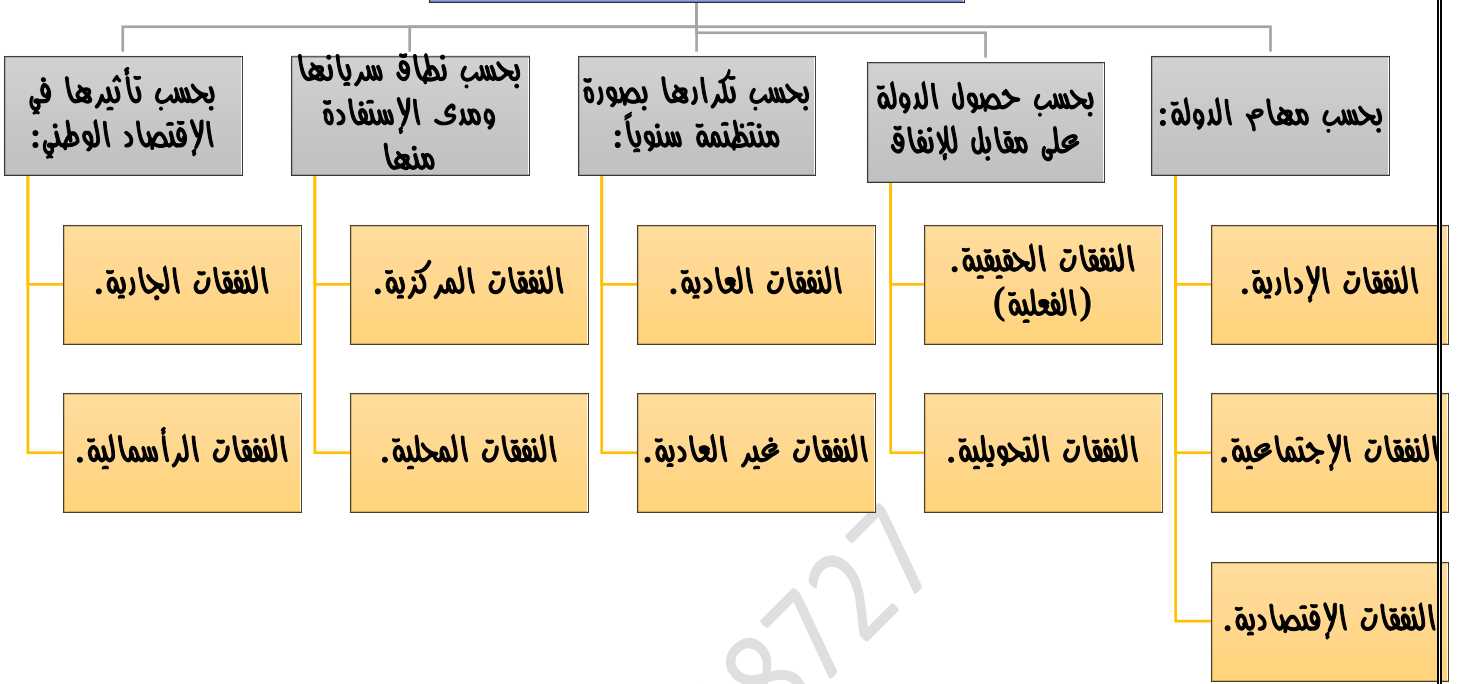 بحسب مهام الدولة:
النفقات الإدارية.
النفقات الإجتماعية.
النفقات الإقتصادية.
بحسب حصول الدولة
على مقابل للإنفاق
النفقات الحقيقية.
(الفعلية)
النفقات التحويلية.
بحسب تكرارها بصورة
منتظتمة سنوياً:
النفقات العادية.
النفقات غير العادية.
بحسب نطاق سريانها
ومدى الإستفادة
منها
النفقات المركزية.
النفقات المحلية.
بحسب تأثيرها في
الإقتصاد الوطني:
النفقات الجارية.
النفقات الرأسمالية.
8727